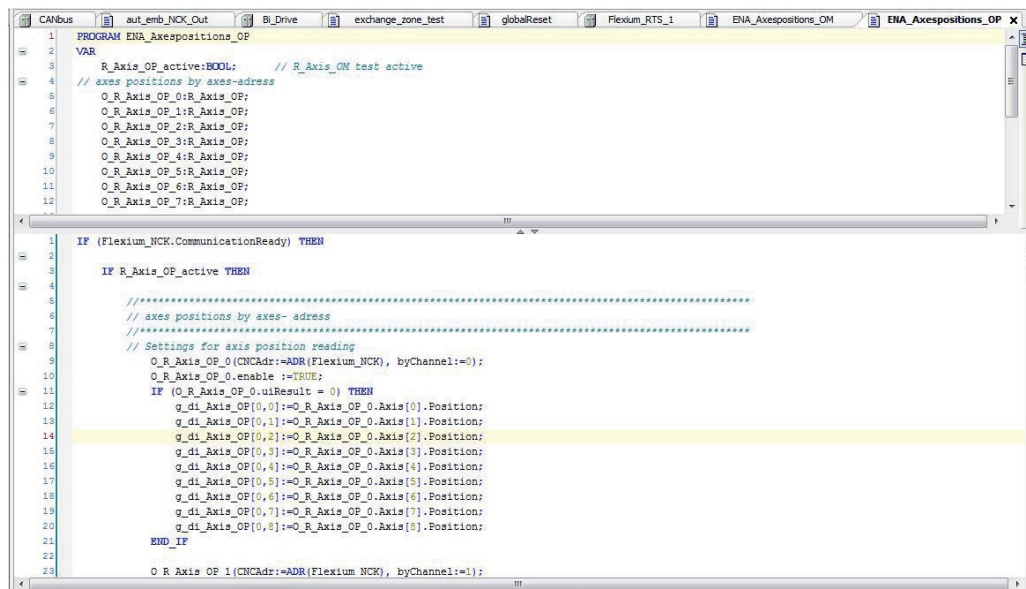 CANbus aut_emb_NCK_Out Bi_Drive exchange_zone_test globalReset Flexium_RTS_1 ENA_Axespositions_OM ENA_Axespositions_OP x
1 PROGRAM ENA_Axespositions_OP
2 VAR
3 R_Axis_OP_active:BOOL; // R_Axis_OM test active
4 // axes positions by axes-adress
5 O_R_Axis_OP_0:R_Axis_OP;
6 O_R_Axis_OP_1:R_Axis_OP;
7 O_R_Axis_OP_2:R_Axis_OP;
8 O_R_Axis_OP_3:R_Axis_OP;
9 O_R_Axis_OP_4:R_Axis_OP;
10 O_R_Axis_OP_5:R_Axis_OP;
11 O_R_Axis_OP_6:R_Axis_OP;
12 O_R_Axis_OP_7:R_Axis_OP;
1 IF (Flexium_NCK.CommunicationReady) THEN
2
3 IF R_Axis_OP_active THEN
4
5 //***************************************************************************************************
6 // axes positions by axes- adress
7 //***************************************************************************************************
8 // Settings for axis position reading
9 O_R_Axis_OP_0(CNCAdr:=ADR(Flexium_NCK), byChannel:=0);
10 O_R_Axis_OP_0.enable :=TRUE;
11 IF (O_R_Axis_OP_0.uiResult = 0) THEN
12 g_di_Axis_OP[0,0]:=O_R_Axis_OP_0.Axis[0].Position;
13 g_di_Axis_OP[0,1]:=O_R_Axis_OP_0.Axis[1].Position;
14 g_di_Axis_OP[0,2]:=O_R_Axis_OP_0.Axis[2].Position;
15 g_di_Axis_OP[0,3]:=O_R_Axis_OP_0.Axis[3].Position;
16 g_di_Axis_OP[0,4]:=O_R_Axis_OP_0.Axis[4].Position;
17 g_di_Axis_OP[0,5]:=O_R_Axis_OP_0.Axis[5].Position;
18 g_di_Axis_OP[0,6]:=O_R_Axis_OP_0.Axis[6].Position;
19 g_di_Axis_OP[0,7]:=O_R_Axis_OP_0.Axis[7].Position;
20 g_di_Axis_OP[0,8]:=O_R_Axis_OP_0.Axis[8].Position;
21 END_IF
22
23 O_R_Axis_OP_1(CNCAdr:=ADR(Flexium_NCK), byChannel:=1);